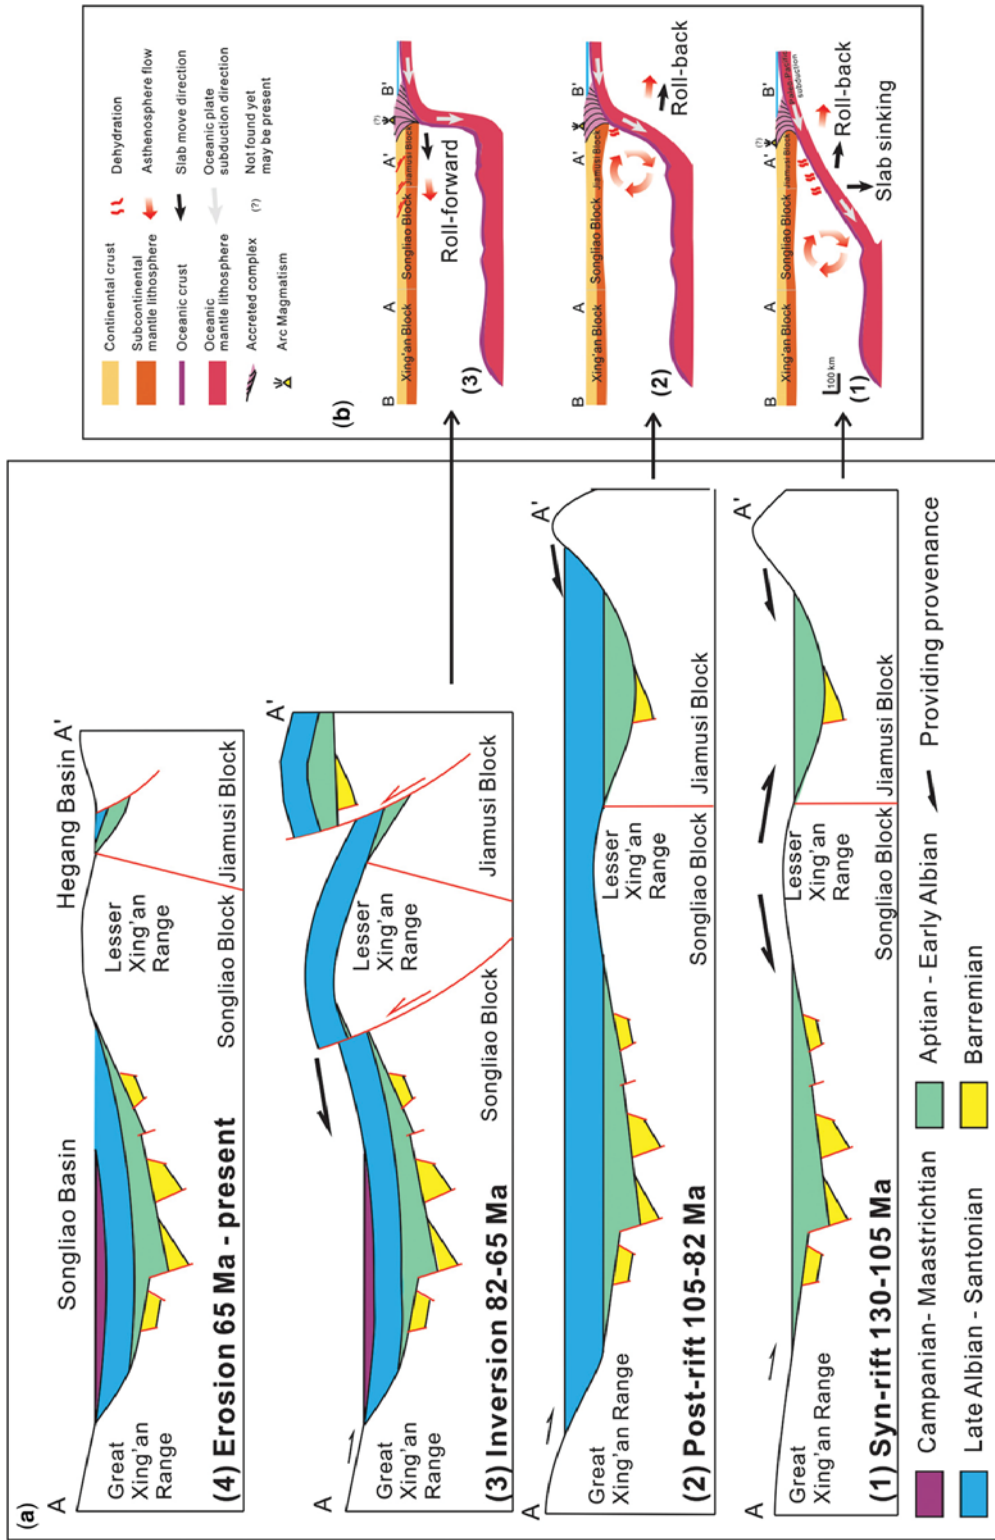 (a)
A
Songliao Basin
Hegang Basin
A'
Great
Xing'an
Range
Lesser
Xing'an
Range
Songliao Block
Jiamusi Block
(4) Erosion 65 Ma - present
A
A'
Great
Xing'an
Range
Lesser
Xing'an
Range
Songliao Block
Jiamusi Block
(3) Inversion 82-65 Ma
A
A'
Great
Xing'an Range
Lesser
Xing'an
Range
Songliao Block
Jiamusi Block
(2) Post-rift 105-82 Ma
A
A'
Great
Xing'an Range
Lesser
Xing'an
Range
Songliao Block
Jiamusi Block
(1) Syn-rift 130-105 Ma
Campanian- Maastrichtian
Aptian - Early Albian
Providing provenance
Late Albian - Santonian
Barremian
(b)
Continental crust
Subcontinental
mantle lithosphere
Oceanic crust
Oceanic
mantle lithosphere
Accreted complex
Arc Magmatism
Dehydration
Asthenosphere flow
Slab move direction
Oceanic plate
subduction direction
(?)
Not found yet
may be present
B
A
A'
(?)
B'
Xing'an Block
Songliao Block
Jiamusi Block
Roll-forward
(3)
B
A
A'
B'
Xing'an Block
Songliao Block
Jiamusi Block
Roll-back
(2)
B
A
A'
(?)
B'
Xing'an Block
Songliao Block
Jiamusi Block
Paleo-Pacific
subduction
Roll-back
Slab sinking
100 km
(1)